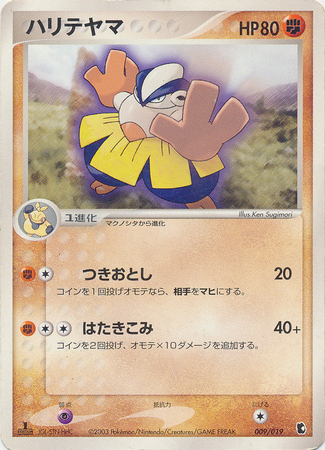 ハリテヤマ HP80
Illus. Ken Sugimori
1進化
マクノシタから進化
つきおとし 20
コインを1回投げオモテなら、相手をマヒにする。
はたきこみ 40+
コインを2回投げ、オモテ×10ダメージを追加する。
弱点 抵抗力 にげる
©2003 Pokémon/Nintendo/Creatures/GAME FREAK. 009/019